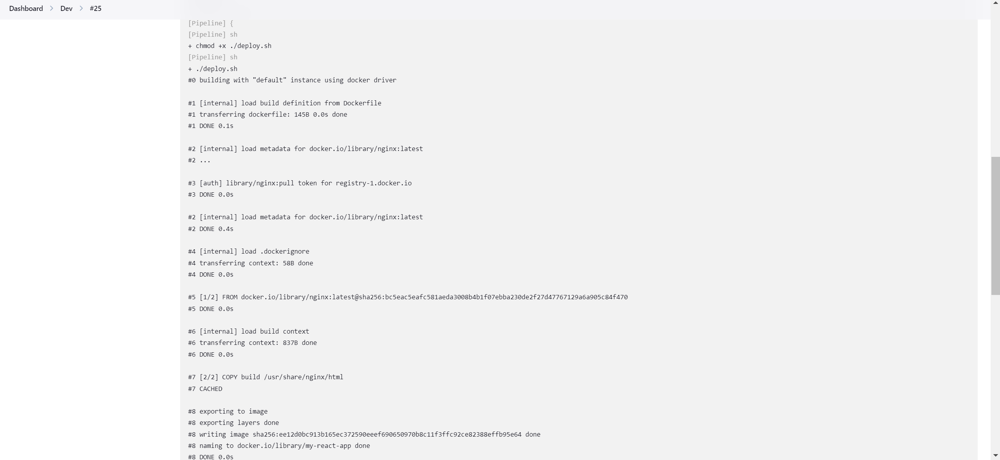 Dashboard > Dev > #25
[Pipeline] {
[Pipeline] sh
+ chmod +x ./deploy.sh
[Pipeline] sh
+ ./deploy.sh
#0 building with "default" instance using docker driver
#1 [internal] load build definition from Dockerfile
#1 transferring dockerfile: 145B 0.0s done
#1 DONE 0.1s
#2 [internal] load metadata for docker.io/library/nginx:latest
#2 ...
#3 [auth] library/nginx:pull token for registry-1.docker.io
#3 DONE 0.0s
#2 [internal] load metadata for docker.io/library/nginx:latest
#2 DONE 0.4s
#4 [internal] load .dockerignore
#4 transferring context: 58B done
#4 DONE 0.0s
#5 [1/2] FROM docker.io/library/nginx:latest@sha256:bc5eac5eafc581aeda3008b4b1f07ebba230de2f27d47767129a6a905c84f470
#5 DONE 0.0s
#6 [internal] load build context
#6 transferring context: 837B done
#6 DONE 0.0s
#7 [2/2] COPY build /usr/share/nginx/html
#7 CACHED
#8 exporting to image
#8 exporting layers done
#8 writing image sha256:ee12d0bc913b165ec372590eeef690650970b8c11f3ffc92ce82388effb95e64 done
#8 naming to docker.io/library/my-react-app done
#8 DONE 0.0s